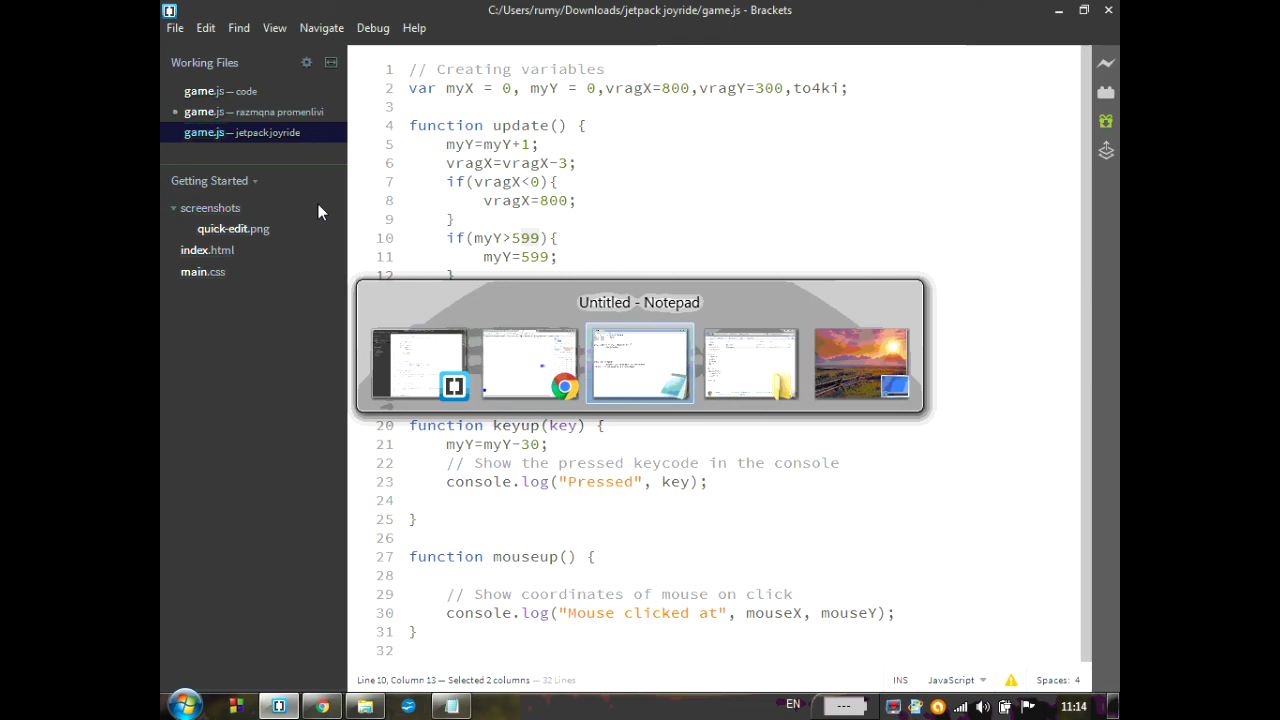 C:/Users/rumy/Downloads/jetpack joyride/game.js - Brackets
File Edit Find View Navigate Debug Help
Working Files
game.js — code
game.js — razmqna promenlivi
game.js — jetpack joyride
Getting Started
screenshots
quick-edit.png
index.html
main.css
1 // Creating variables
2 var myX = 0, myY = 0,vragX=800,vragY=300,to4ki;
3
4 function update() {
5 myY=myY+1;
6 vragX=vragX-3;
7 if(vragX<0){
8 vragX=800;
9 }
10 if(myY>599){
11 myY=599;
12 }
Untitled - Notepad
20 function keyup(key) {
21 myY=myY-30;
22 // Show the pressed keycode in the console
23 console.log("Pressed", key);
24
25 }
26
27 function mouseup() {
28
29 // Show coordinates of mouse on click
30 console.log("Mouse clicked at", mouseX, mouseY);
31 }
32
Line 10, Column 13 — Selected 2 columns — 32 Lines
INS JavaScript Spaces: 4
EN --- 11:14